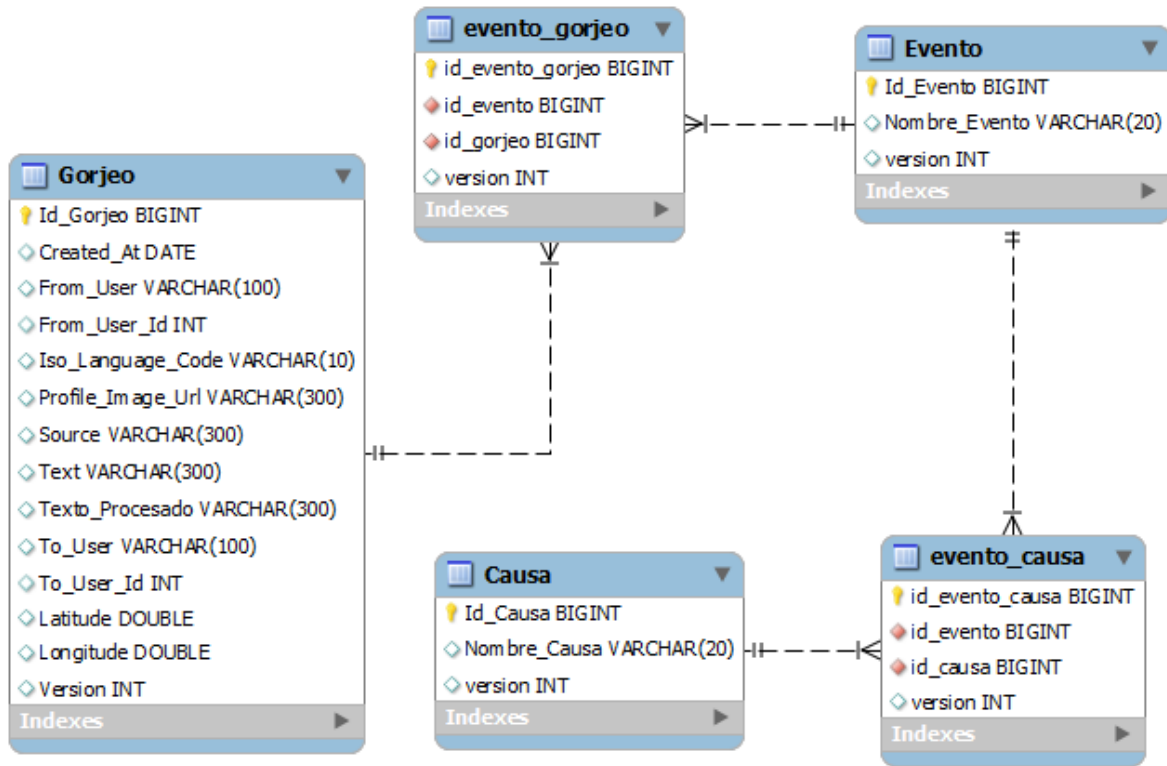 evento_gorjeo
id_evento_gorjeo BIGINT
id_evento BIGINT
id_gorjeo BIGINT
version INT
Indexes
Evento
Id_Evento BIGINT
Nombre_Evento VARCHAR(20)
version INT
Indexes
Gorjeo
Id_Gorjeo BIGINT
Created_At DATE
From_User VARCHAR(100)
From_User_Id INT
Iso_Language_Code VARCHAR(10)
Profile_Image_Url VARCHAR(300)
Source VARCHAR(300)
Text VARCHAR(300)
Texto_Procesado VARCHAR(300)
To_User VARCHAR(100)
To_User_Id INT
Latitude DOUBLE
Longitude DOUBLE
Version INT
Indexes
Causa
Id_Causa BIGINT
Nombre_Causa VARCHAR(20)
version INT
Indexes
evento_causa
id_evento_causa BIGINT
id_evento BIGINT
id_causa BIGINT
version INT
Indexes